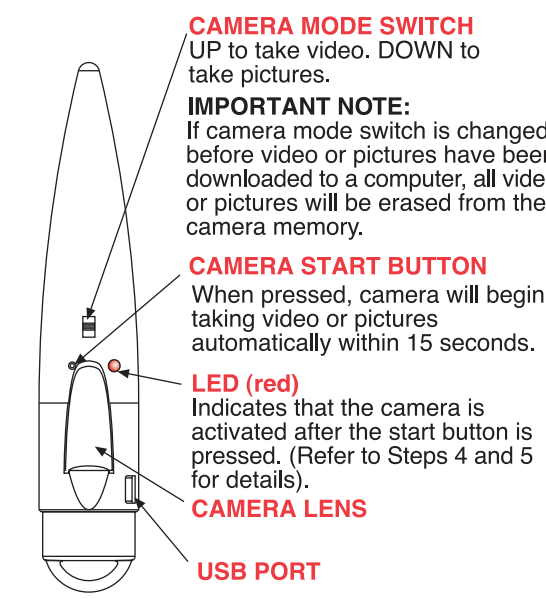 CAMERA MODE SWITCH
UP to take video. DOWN to
take pictures.
IMPORTANT NOTE:
If camera mode switch is changed
before video or pictures have been
downloaded to a computer, all vide
or pictures will be erased from the
camera memory.
CAMERA START BUTTON
When pressed, camera will begin
taking video or pictures
automatically within 15 seconds.
LED (red)
Indicates that the camera is
activated after the start button is
pressed. (Refer to Steps 4 and 5
for details).
CAMERA LENS
USB PORT